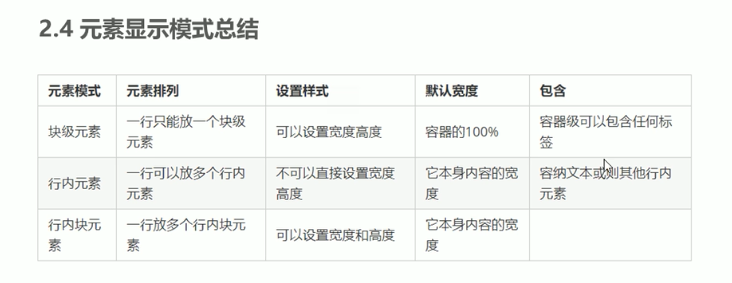 2.4 元素显示模式总结
元素模式 元素排列 设置样式 默认宽度 包含
块级元素 一行只能放一个块级元素 可以设置宽度高度 容器的100% 容器级可以包含任何标签
行内元素 一行可以放多个行内元素 不可以直接设置宽度高度 它本身内容的宽度 容纳文本或则其他行内元素
行内块元素 一行放多个行内块元素 可以设置宽度和高度 它本身内容的宽度